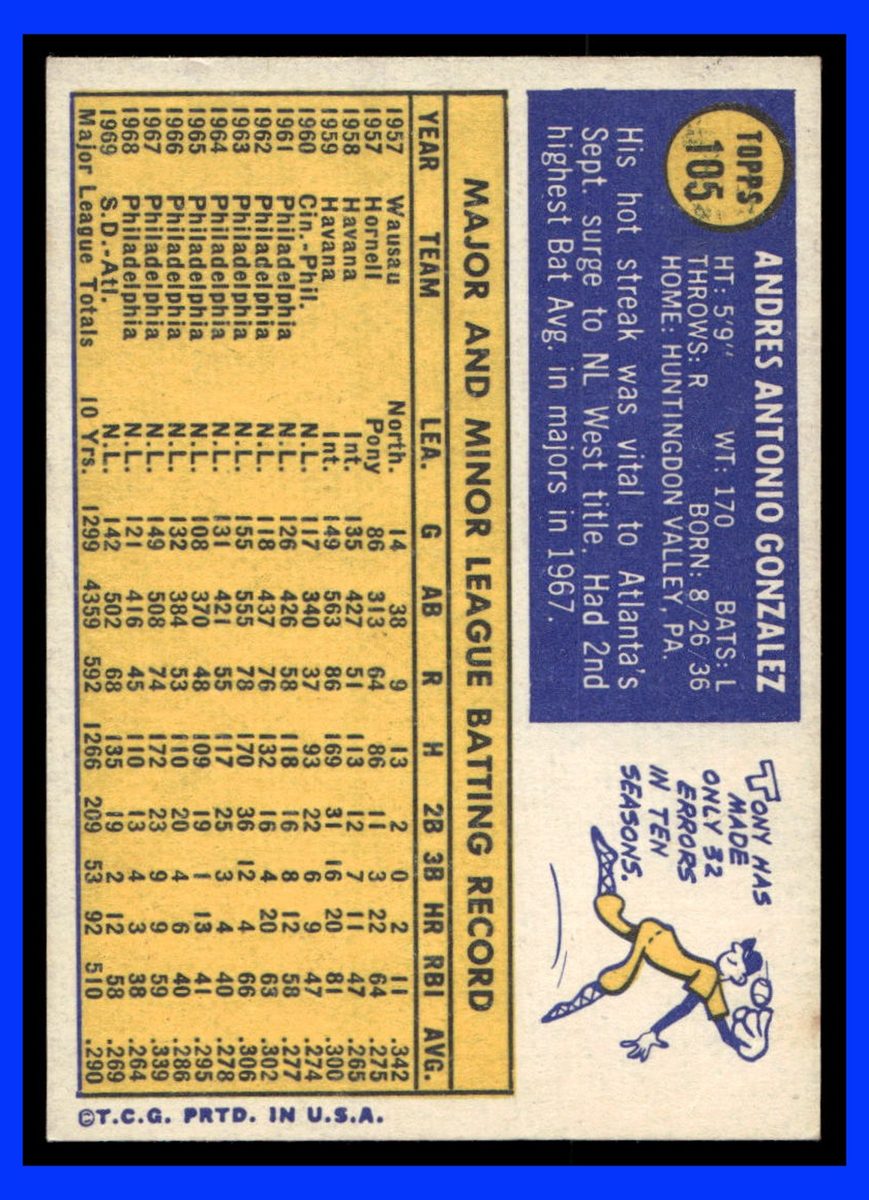 TOPPS
105
ANDRES ANTONIO GONZALEZ
HT: 5'9" WT: 170 BATS: L
THROWS: R BORN: 8/26/36
HOME: HUNTINGDON VALLEY, PA.
His hot streak was vital to Atlanta's
Sept. surge to NL West title. Had 2nd
highest Bat Avg. in majors in 1967.
TONY HAS
MADE
ONLY 32
ERRORS
IN TEN
SEASONS.
MAJOR AND MINOR LEAGUE BATTING RECORD
YEAR TEAM LEA. G AB R H 2B 3B HR RBI AVG.
1957 Wausau North. 14 38 9 13 2 0 2 11 .342
1957 Hornell Pony 86 313 64 86 11 3 22 64 .275
1958 Havana Int. 135 427 51 113 12 7 11 47 .265
1959 Havana Int. 149 563 86 169 31 16 20 81 .300
1960 Cin.-Phil. N.L. 117 340 37 93 22 6 9 47 .274
1961 Philadelphia N.L. 126 426 58 118 16 8 12 58 .277
1962 Philadelphia N.L. 118 437 76 132 16 4 20 63 .302
1963 Philadelphia N.L. 155 555 78 170 36 12 4 66 .306
1964 Philadelphia N.L. 131 421 55 117 25 3 4 40 .278
1965 Philadelphia N.L. 108 370 48 109 19 1 13 41 .295
1966 Philadelphia N.L. 132 384 53 110 20 4 6 40 .286
1967 Philadelphia N.L. 149 508 74 172 23 9 9 59 .339
1968 Philadelphia N.L. 121 416 45 110 13 4 3 38 .264
1969 S.D.-Atl. N.L. 142 502 68 135 19 2 12 58 .269
Major League Totals 10 Yrs. 1299 4359 592 1266 209 53 92 510 .290
©T.C.G. PRTD. IN U.S.A.